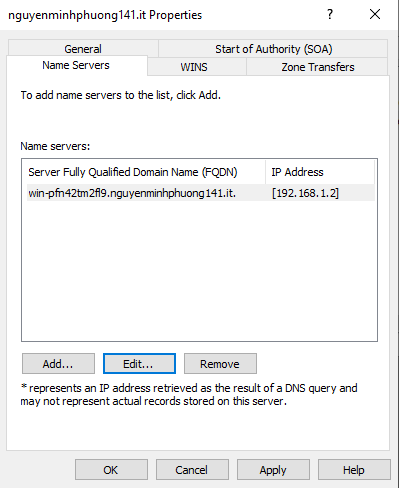 nguyenminhphuong141.it Properties
? ×
General
Start of Authority (SOA)
Name Servers
WINS
Zone Transfers
To add name servers to the list, click Add.
Name servers:
Server Fully Qualified Domain Name (FQDN)
IP Address
win-pfn42tm2fl9.nguyenminhphuong141.it.
[192.168.1.2]
Add...
Edit...
Remove
* represents an IP address retrieved as the result of a DNS query and
may not represent actual records stored on this server.
OK
Cancel
Apply
Help